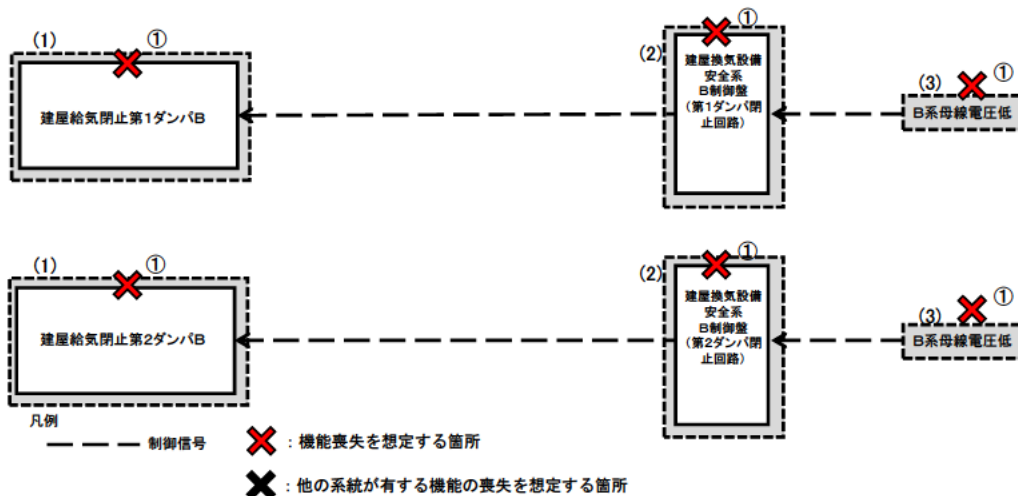 (1)
①
建屋給気閉止第1ダンパB
(2)
①
建屋換気設備
安全系
B制御盤
(第1ダンパ閉
止回路)
(3)
①
B系母線電圧低
(1)
①
建屋給気閉止第2ダンパB
(2)
①
建屋換気設備
安全系
B制御盤
(第2ダンパ閉
止回路)
(3)
①
B系母線電圧低
凡例
制御信号
：機能喪失を想定する箇所
：他の系統が有する機能の喪失を想定する箇所